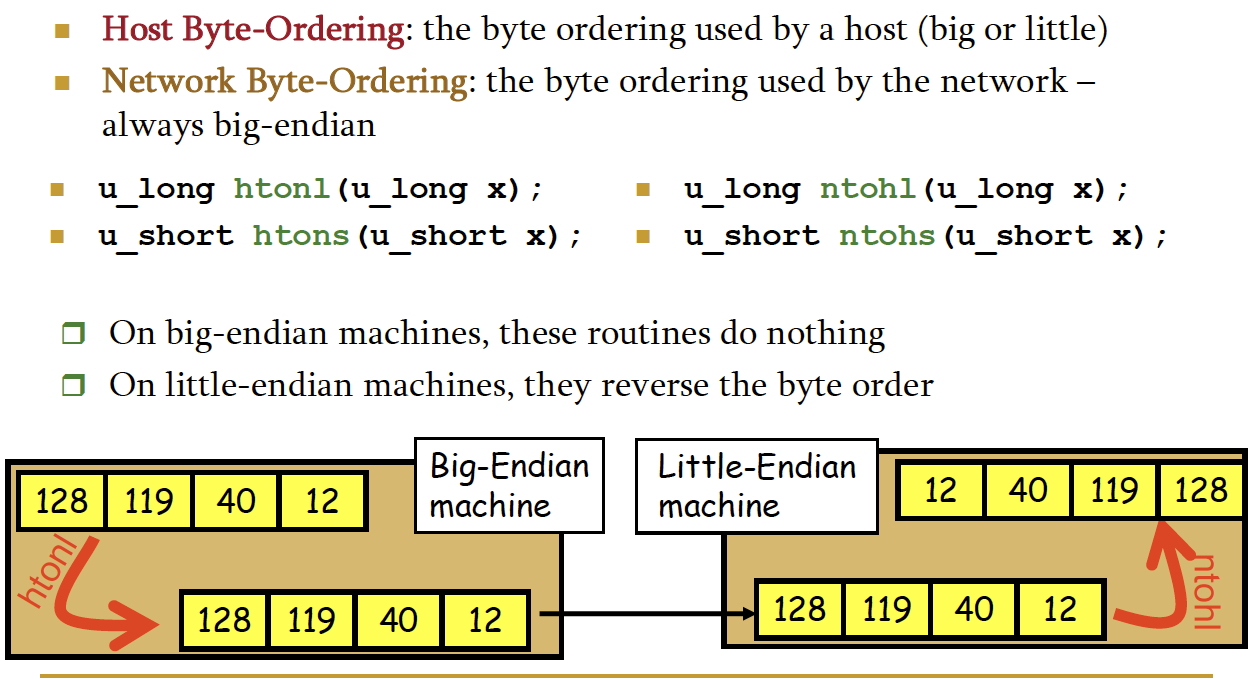 Host Byte-Ordering: the byte ordering used by a host (big or little)
Network Byte-Ordering: the byte ordering used by the network –
always big-endian
u_long htonl(u_long x);
u_short htons(u_short x);
u_long ntohl(u_long x);
u_short ntohs(u_short x);
On big-endian machines, these routines do nothing
On little-endian machines, they reverse the byte order
Big-Endian
machine
128 119 40 12
htonl
128 119 40 12
Little-Endian
machine
12 40 119 128
128 119 40 12
ntohl